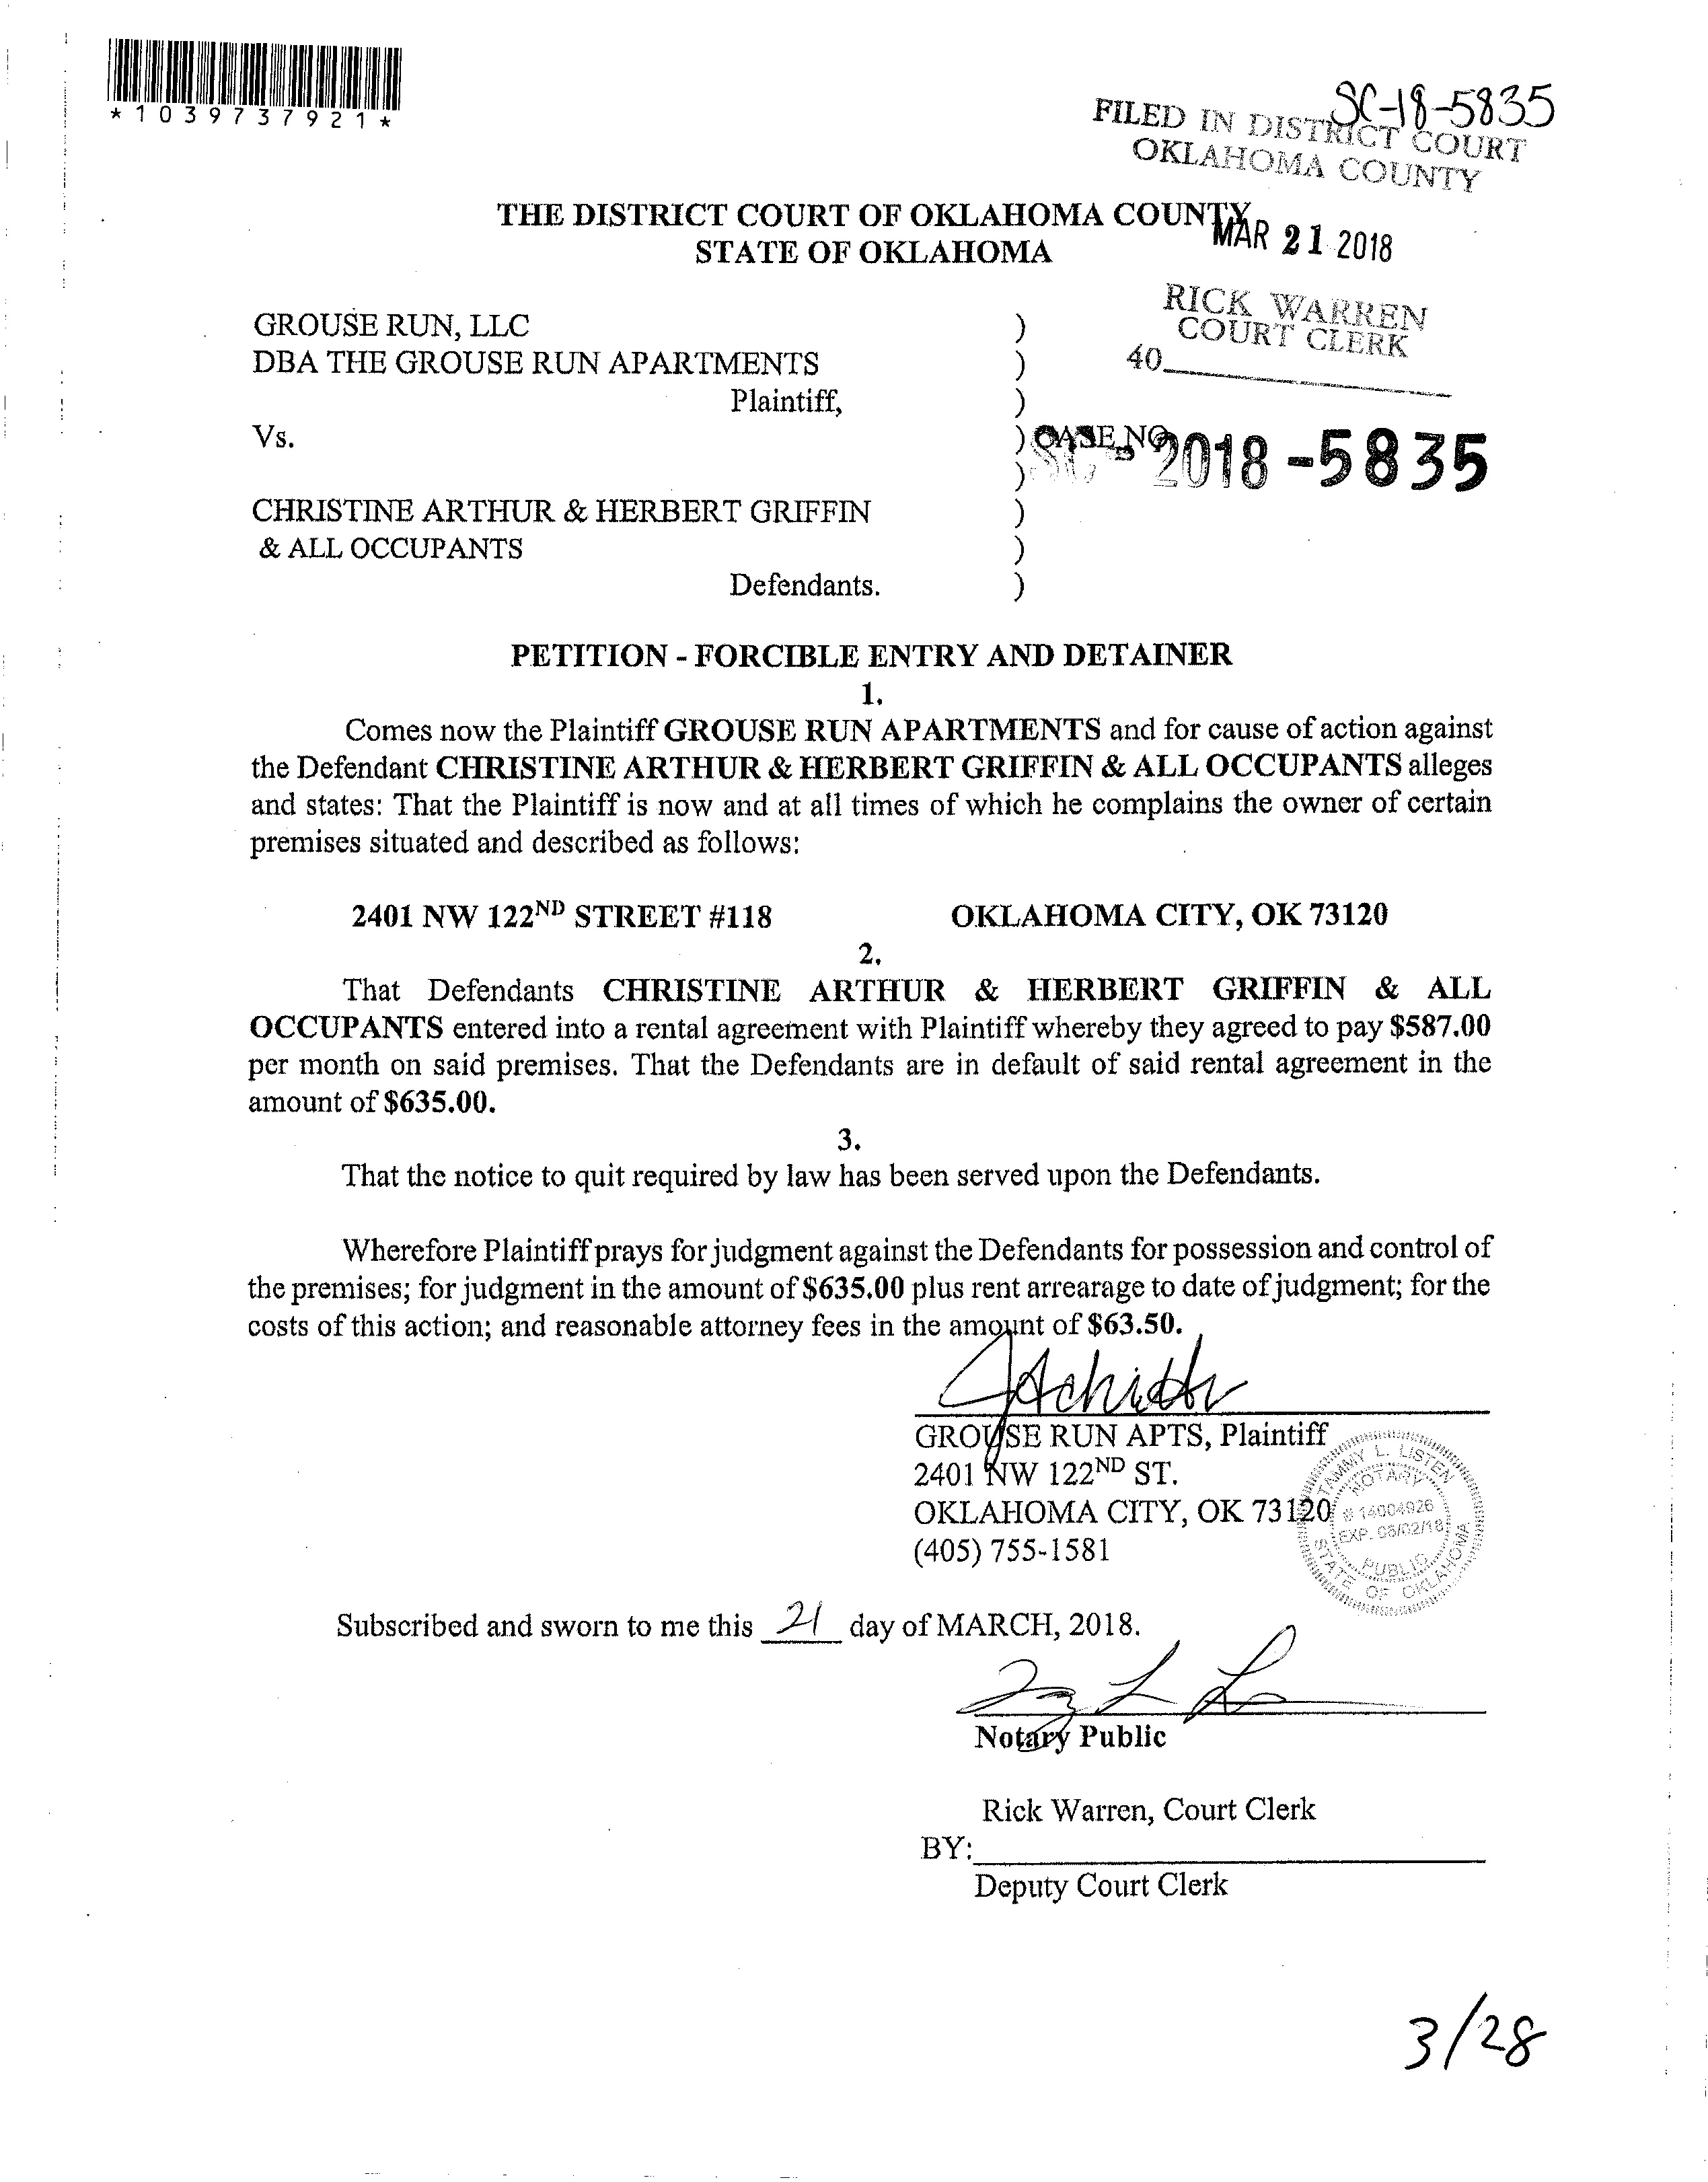 *1039737921*
SC-18-5835
FILED IN DISTRICT COURT
OKLAHOMA COUNTY
MAR 21 2018
RICK WARREN
COURT CLERK
40
THE DISTRICT COURT OF OKLAHOMA COUNTY
STATE OF OKLAHOMA
GROUSE RUN, LLC )
DBA THE GROUSE RUN APARTMENTS )
Plaintiff, )
Vs. ) CASE NO. 2018-5835
)
CHRISTINE ARTHUR & HERBERT GRIFFIN )
& ALL OCCUPANTS )
Defendants. )
PETITION - FORCIBLE ENTRY AND DETAINER
1.
Comes now the Plaintiff GROUSE RUN APARTMENTS and for cause of action against
the Defendant CHRISTINE ARTHUR & HERBERT GRIFFIN & ALL OCCUPANTS alleges
and states: That the Plaintiff is now and at all times of which he complains the owner of certain
premises situated and described as follows:
2401 NW 122ND STREET #118 OKLAHOMA CITY, OK 73120
2.
That Defendants CHRISTINE ARTHUR & HERBERT GRIFFIN & ALL
OCCUPANTS entered into a rental agreement with Plaintiff whereby they agreed to pay $587.00
per month on said premises. That the Defendants are in default of said rental agreement in the
amount of $635.00.
3.
That the notice to quit required by law has been served upon the Defendants.
Wherefore Plaintiff prays for judgment against the Defendants for possession and control of
the premises; for judgment in the amount of $635.00 plus rent arrearage to date of judgment; for the
costs of this action; and reasonable attorney fees in the amount of $63.50.
GROUSE RUN APTS, Plaintiff
2401 NW 122ND ST.
OKLAHOMA CITY, OK 73120
(405) 755-1581
TAMMY L. LISTEN
NOTARY
# 14004926
EXP. 06/02/18
PUBLIC
STATE OF OKLAHOMA
Subscribed and sworn to me this 21 day of MARCH, 2018.
Notary Public
Rick Warren, Court Clerk
BY:
Deputy Court Clerk
3/28